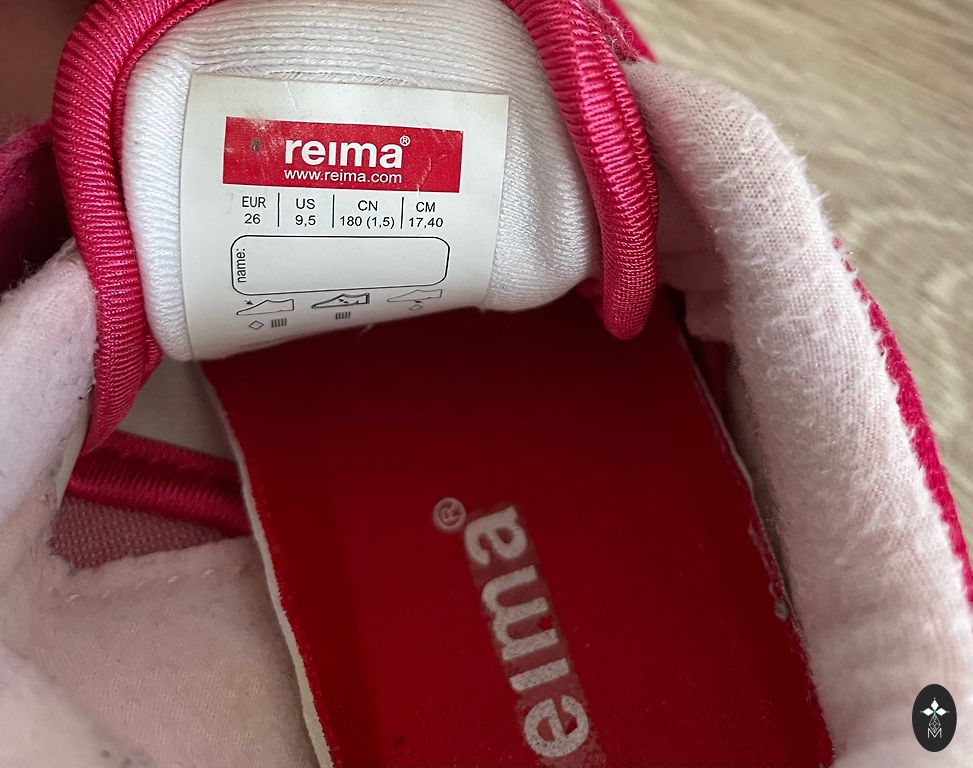 reima®
www.reima.com
EUR US CN CM
26 9,5 180 (1,5) 17,40
name:
reima®
M